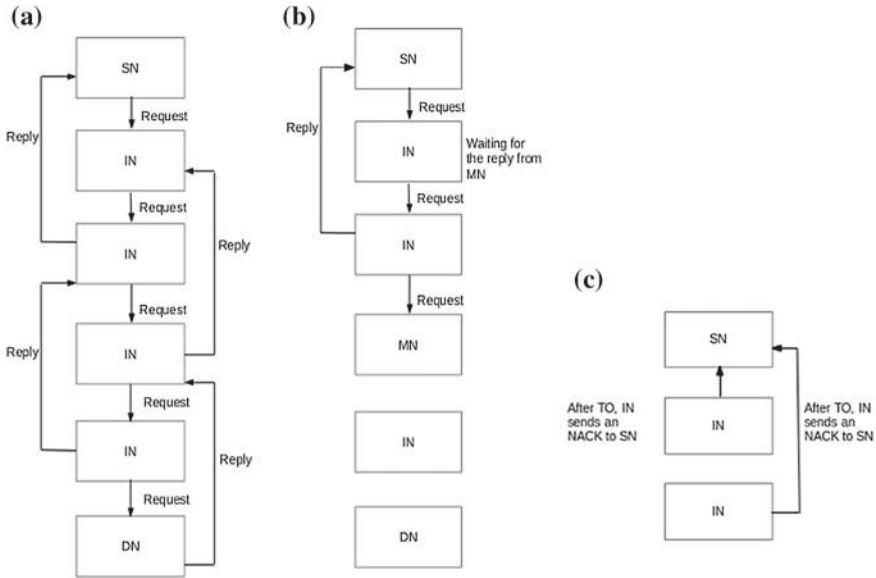 (a)
SN
Request
Reply
IN
Request
IN
Reply
Request
Reply
IN
Request
IN
Reply
Request
DN
(b)
SN
Request
Reply
IN
Waiting for
the reply from
MN
Request
IN
Request
MN
IN
DN
(c)
SN
After TO, IN
sends an
NACK to SN
IN
After TO, IN
sends an
NACK to SN
IN